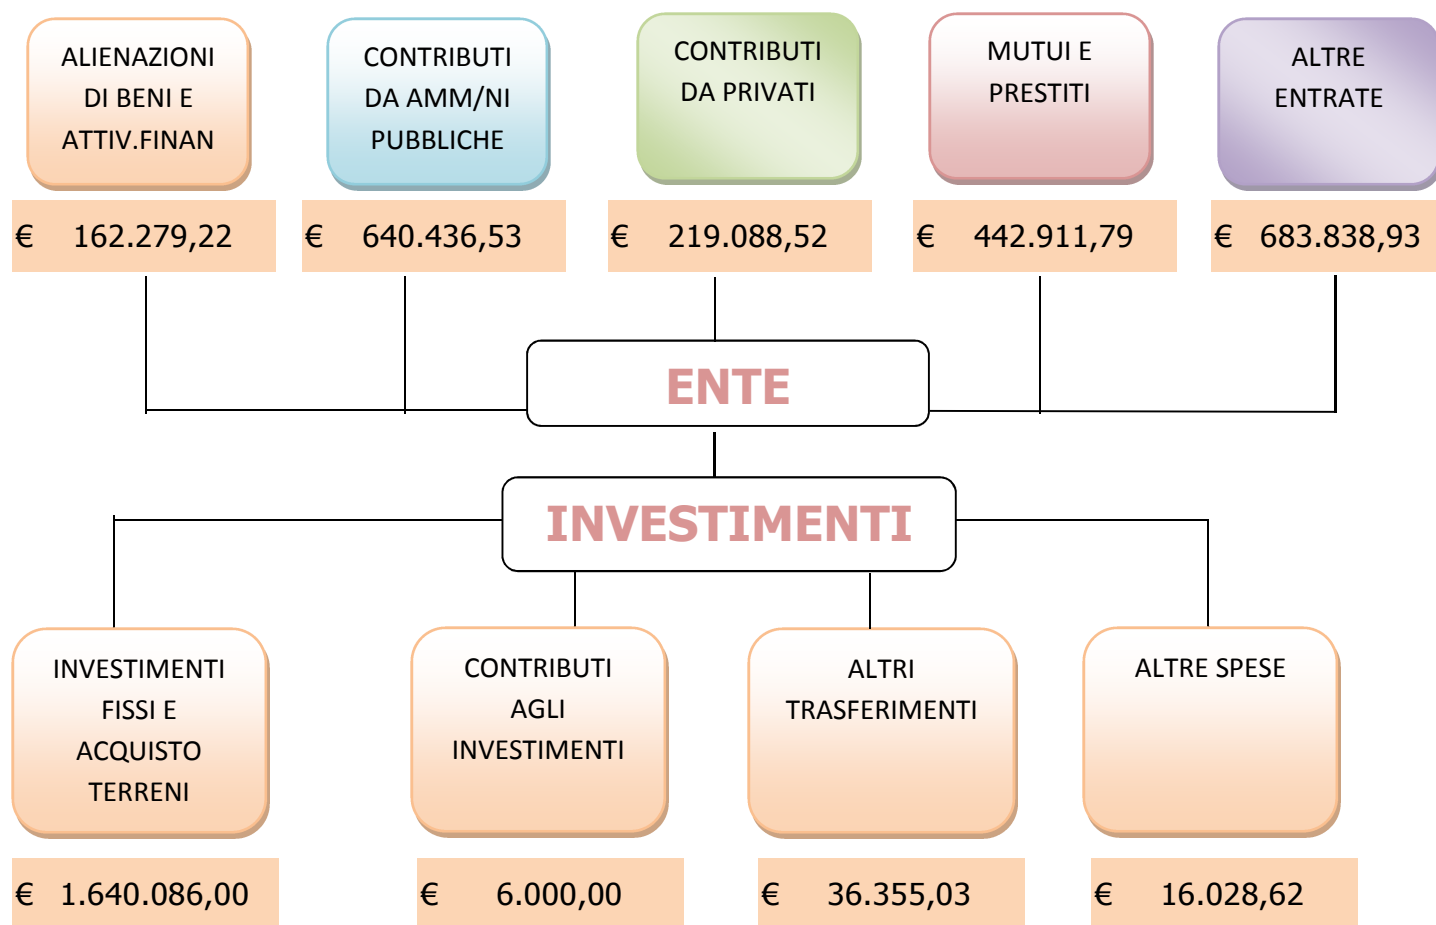 ALIENAZIONI
DI BENI E
ATTIV.FINAN
CONTRIBUTI
DA AMM/NI
PUBBLICHE
CONTRIBUTI
DA PRIVATI
MUTUI E
PRESTITI
ALTRE
ENTRATE
€ 162.279,22
€ 640.436,53
€ 219.088,52
€ 442.911,79
€ 683.838,93
ENTE
INVESTIMENTI
INVESTIMENTI
FISSI E
ACQUISTO
TERRENI
CONTRIBUTI
AGLI
INVESTIMENTI
ALTRI
TRASFERIMENTI
ALTRE SPESE
€ 1.640.086,00
€ 6.000,00
€ 36.355,03
€ 16.028,62